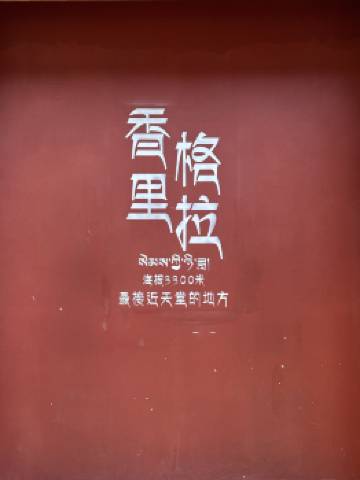 香格里拉
སེམས་ཀྱི་ཉི་ཟླ།
海拔3300米
最接近天堂的地方